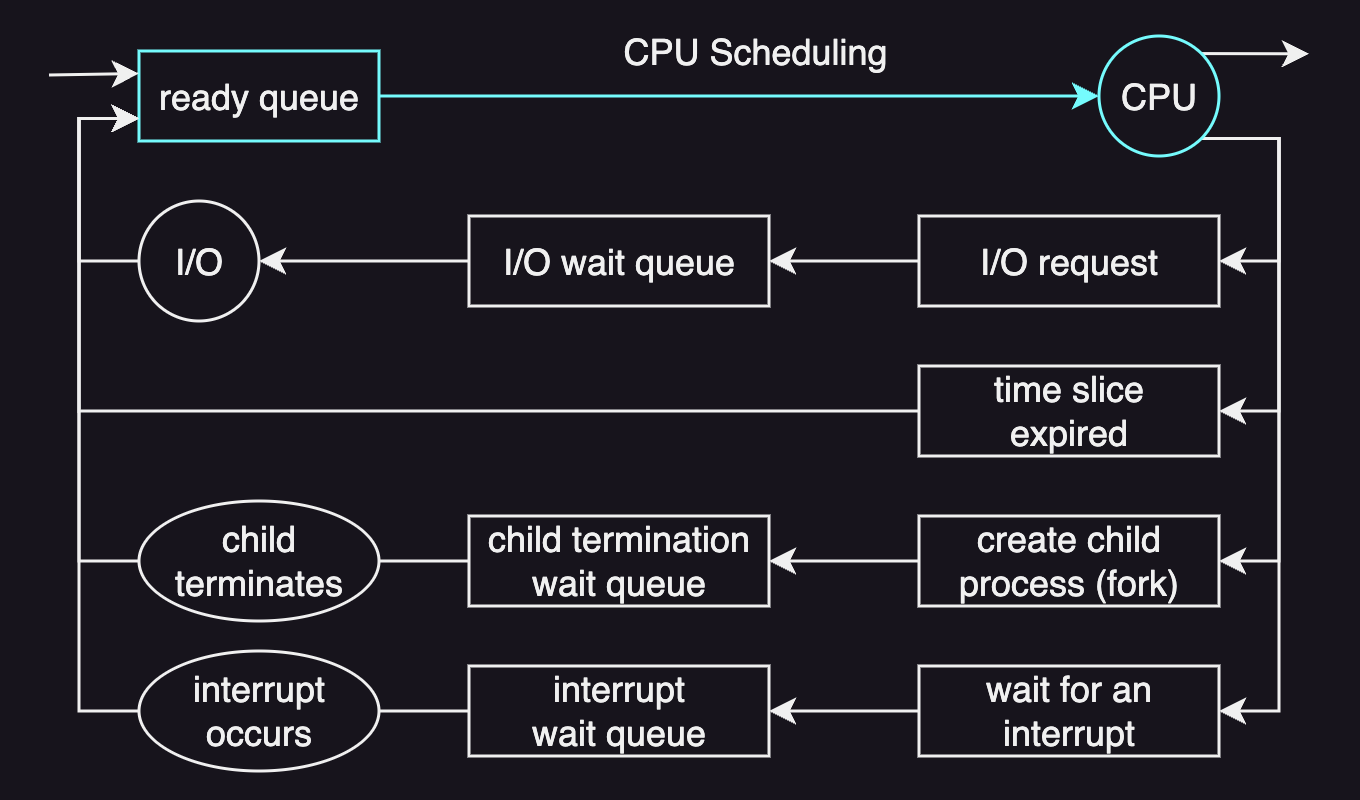 CPU Scheduling
ready queue
CPU
I/O
I/O wait queue
I/O request
time slice
expired
child
terminates
child termination
wait queue
create child
process (fork)
interrupt
occurs
interrupt
wait queue
wait for an
interrupt